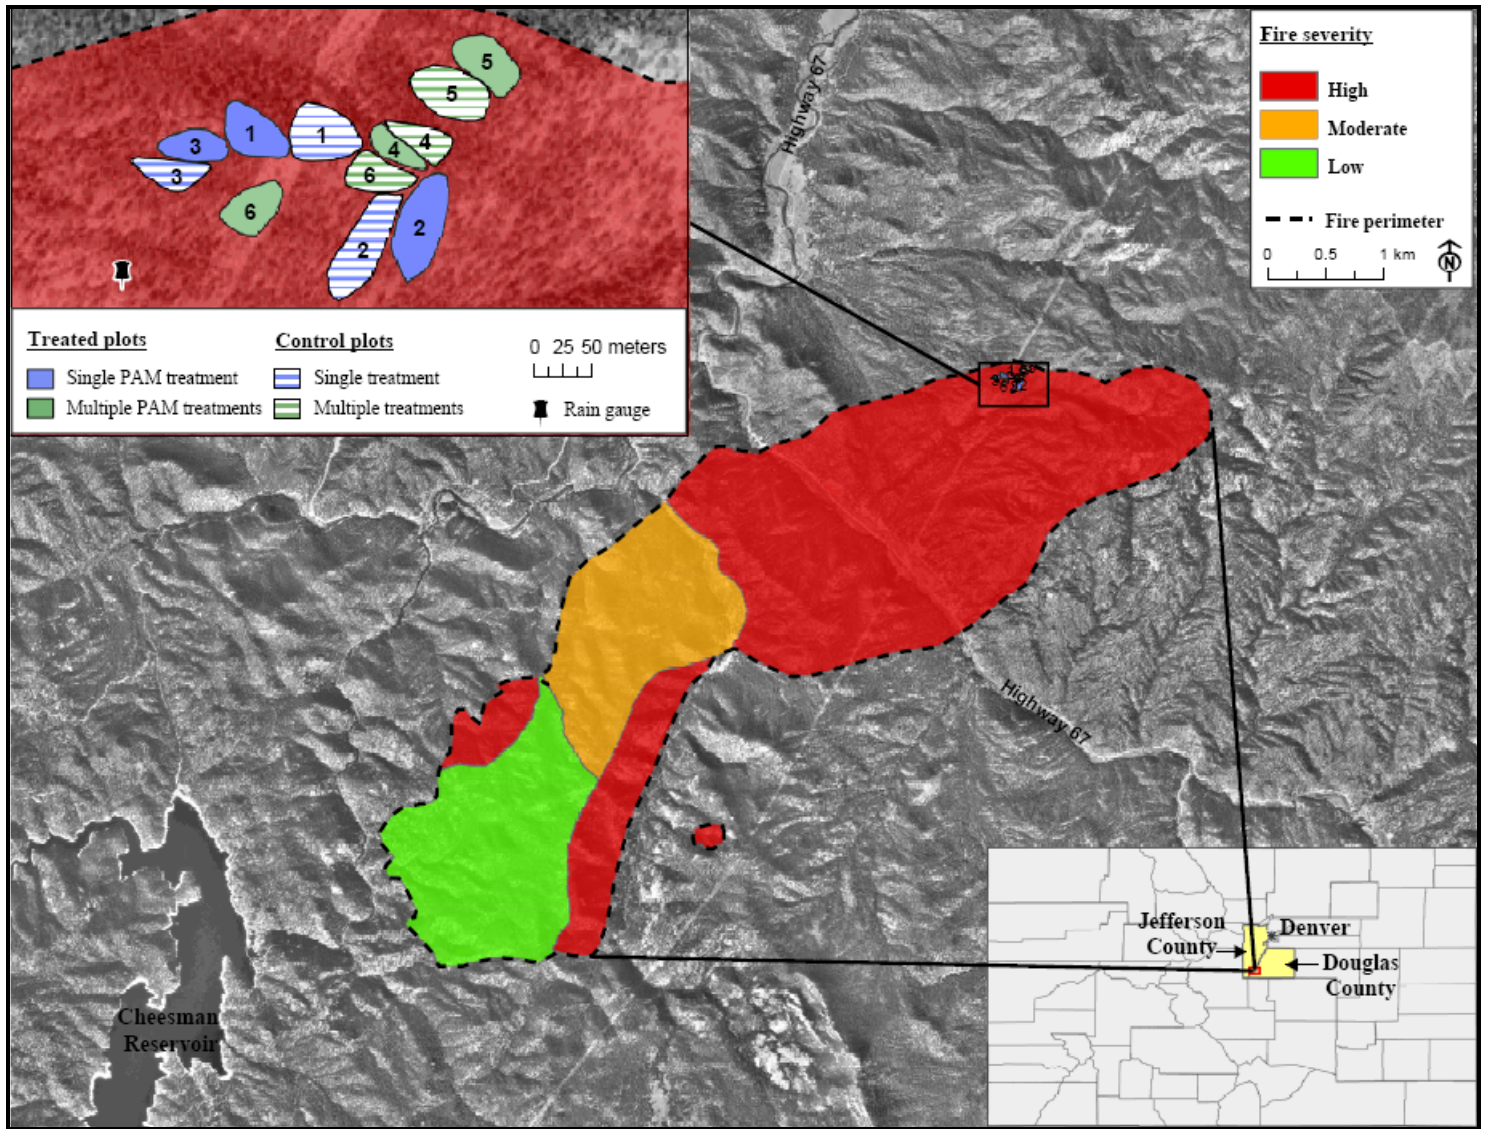 5
5
1
1
4
4
3
3
6
6
2
2
Treated plots
Single PAM treatment
Multiple PAM treatments
Control plots
Single treatment
Multiple treatments
0 25 50 meters
Rain gauge
Highway 67
Fire severity
High
Moderate
Low
Fire perimeter
0 0.5 1 km
N
Highway 67
Cheesman
Reservoir
Jefferson
County
Denver
Douglas
County